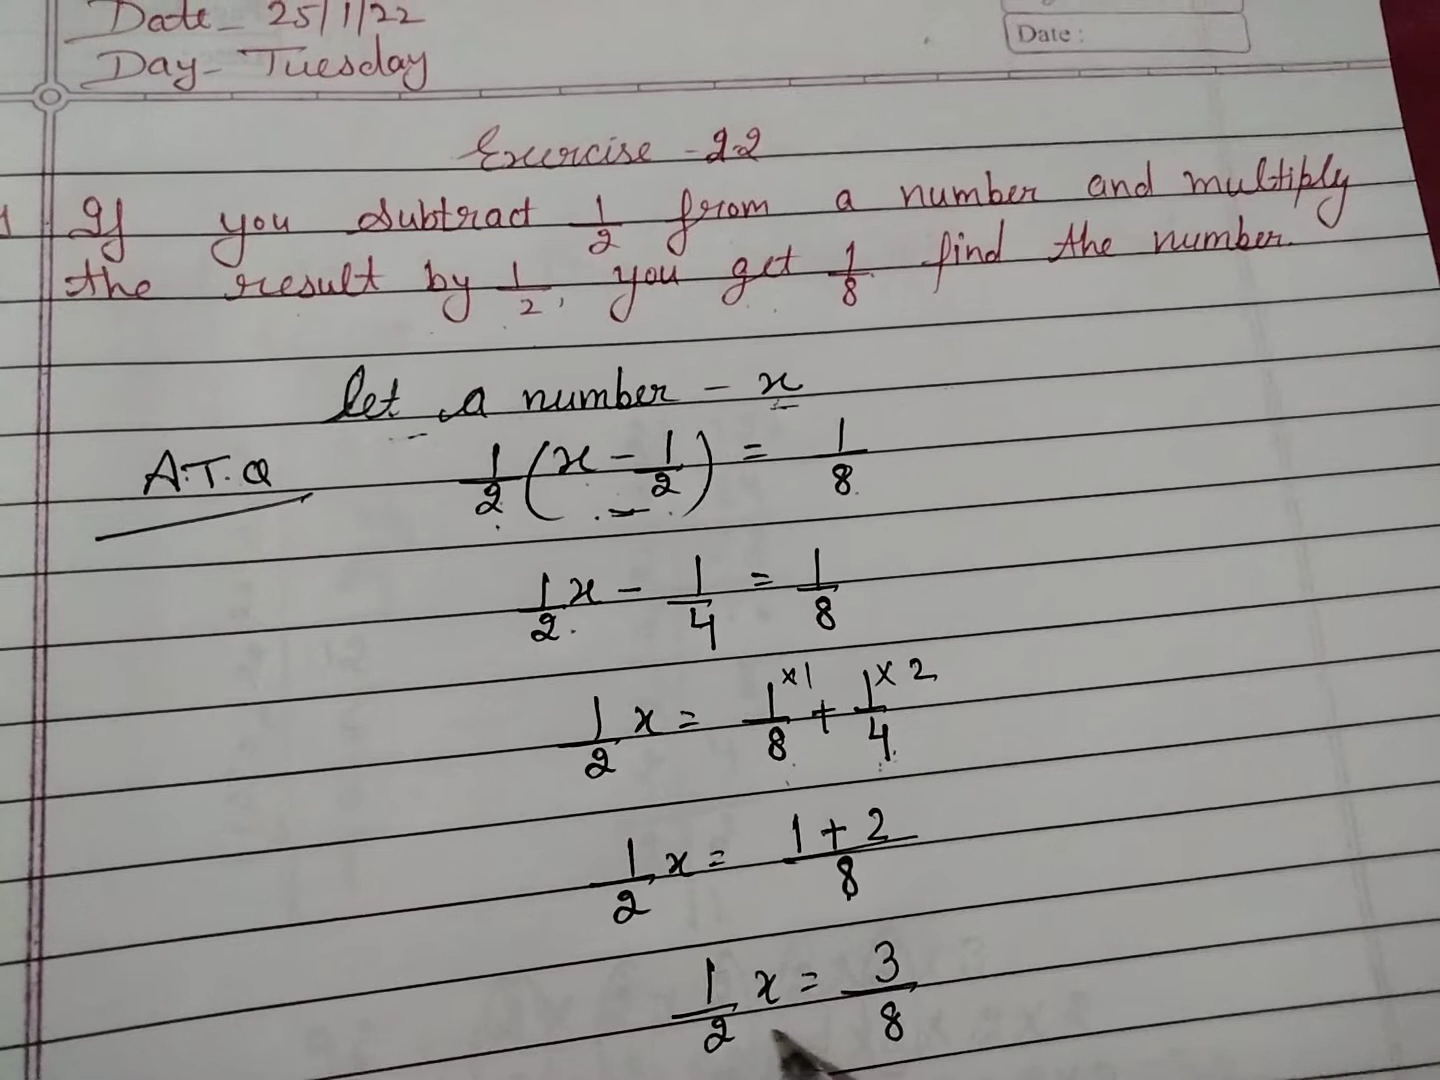 Date - 25/1/22
Date :
Day - Tuesday
Exercise - 2.2
1 If you subtract 1/2 from a number and multiply
the result by 1/2, you get 1/8. find the number.
let a number - x
A.T.Q 1/2 (x - 1/2) = 1/8
1/2 x - 1/4 = 1/8
1/2 x = 1/8 ×1 + 1/4 ×2
1/2 x = 1 + 2 / 8
1/2 x = 3/8